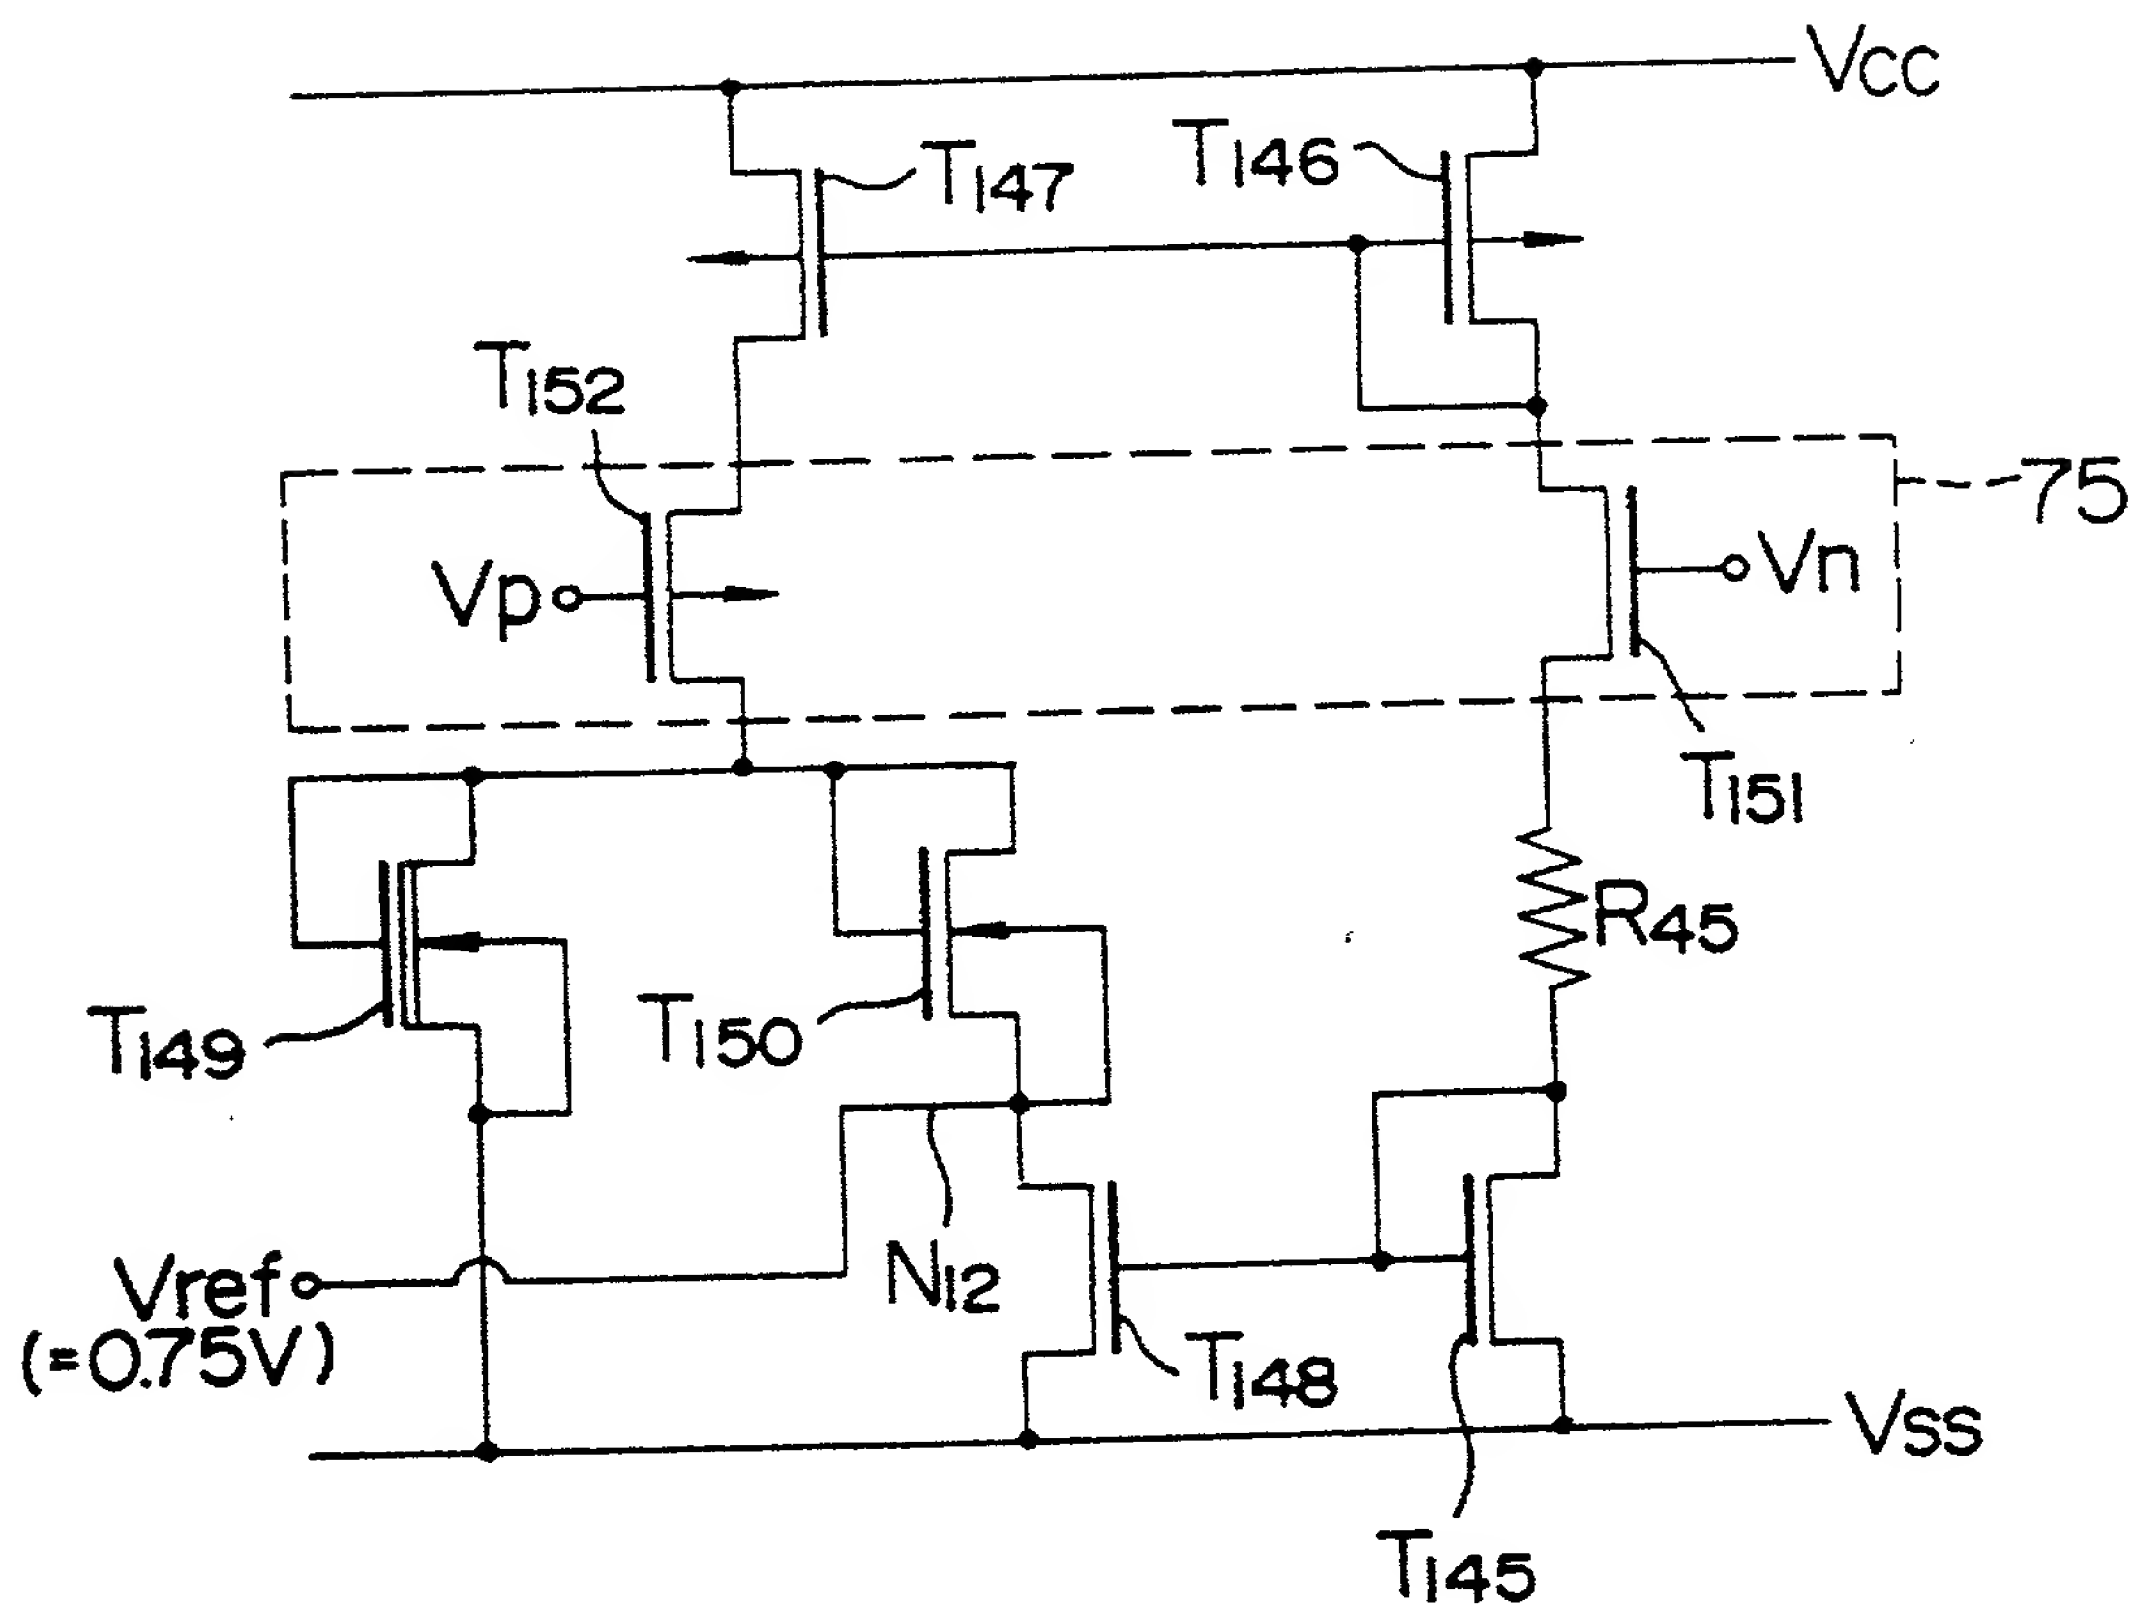 Vcc
T147
T146
T152
75
Vp
Vn
T151
R45
T149
T150
N12
Vref
(=0.75V)
T148
Vss
T145